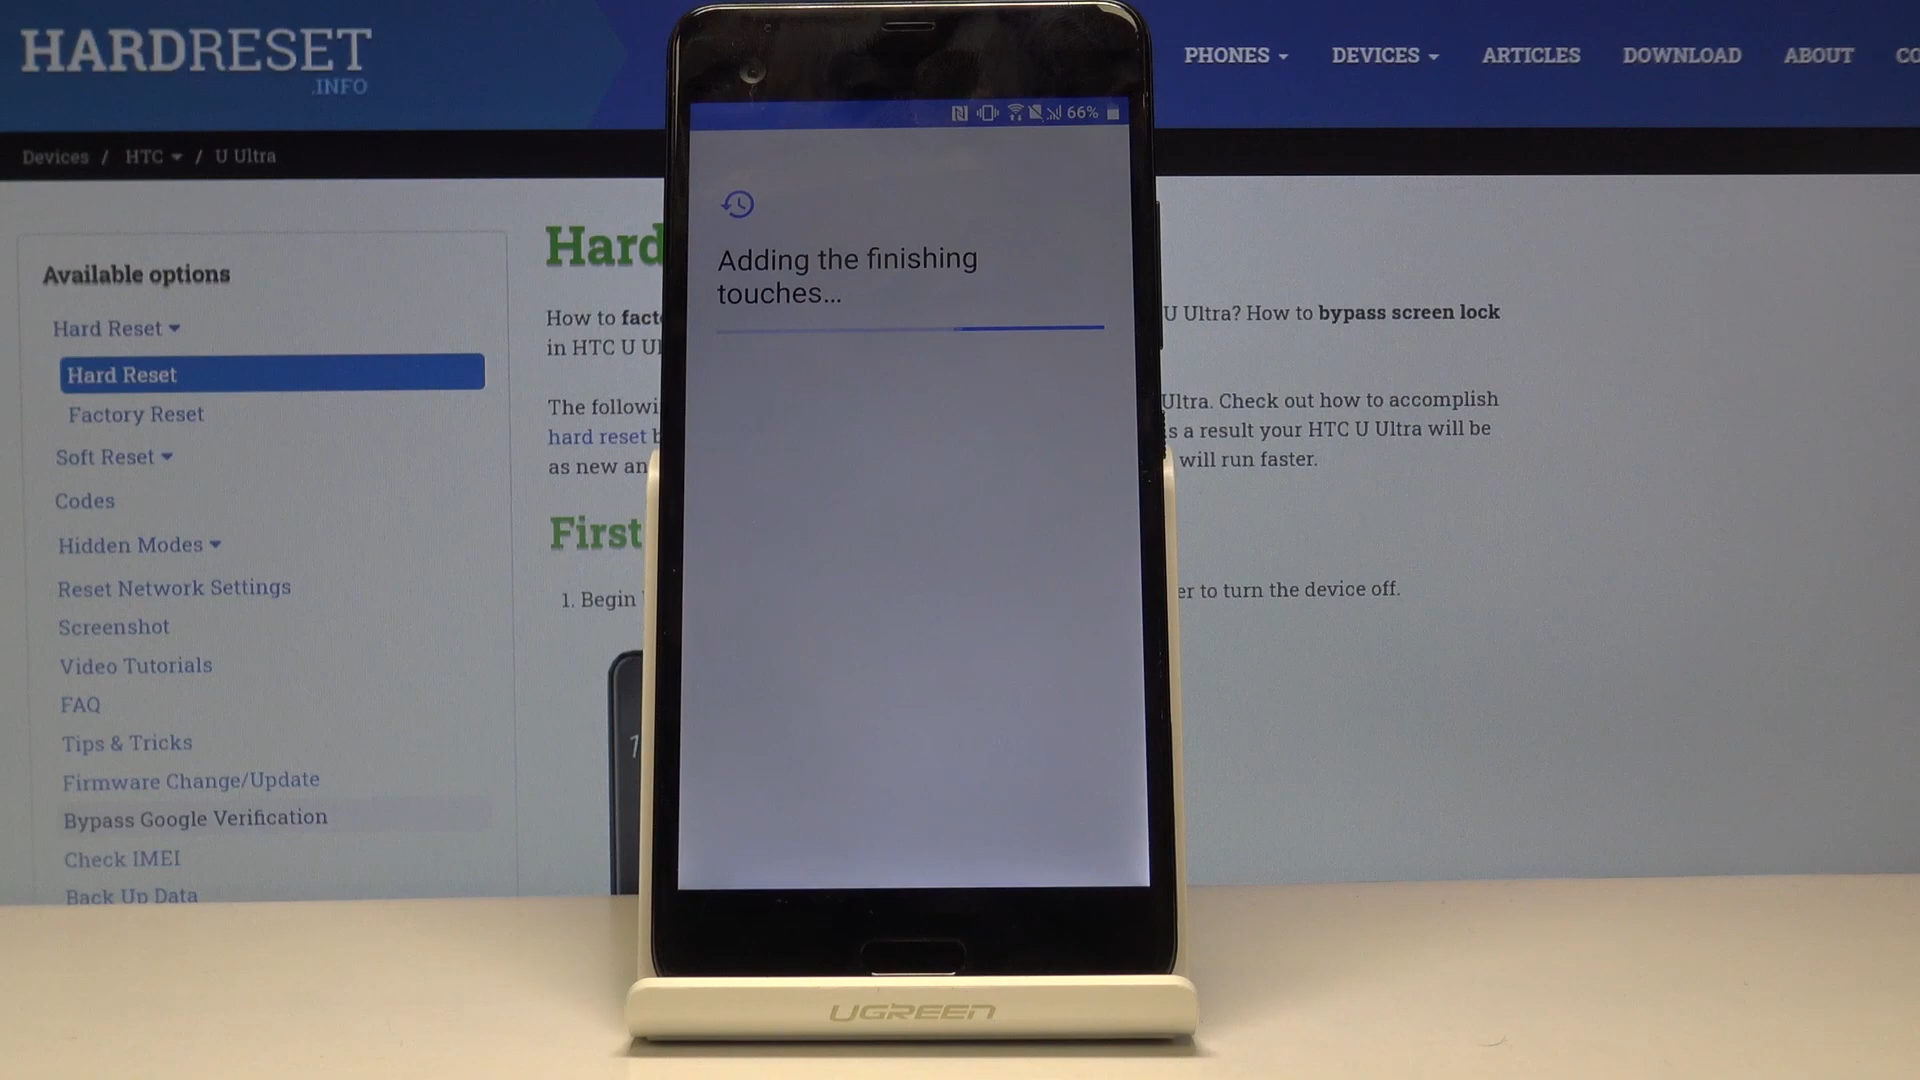 HARDRESET
.INFO
PHONES
DEVICES
ARTICLES
DOWNLOAD
ABOUT
Devices / HTC / U Ultra
Available options
Hard Reset
Hard Reset
Factory Reset
Soft Reset
Codes
Hidden Modes
Reset Network Settings
Screenshot
Video Tutorials
FAQ
Tips & Tricks
Firmware Change/Update
Bypass Google Verification
Check IMEI
Back Up Data
Hard
How to
U Ultra? How to bypass screen lock
in HTC U
The
Ultra. Check out how to accomplish
hard reset
a result your HTC U Ultra will be
as new
will run faster.
First
1. Begin
to turn the device off.
66%
Adding the finishing
touches...
UGREEN